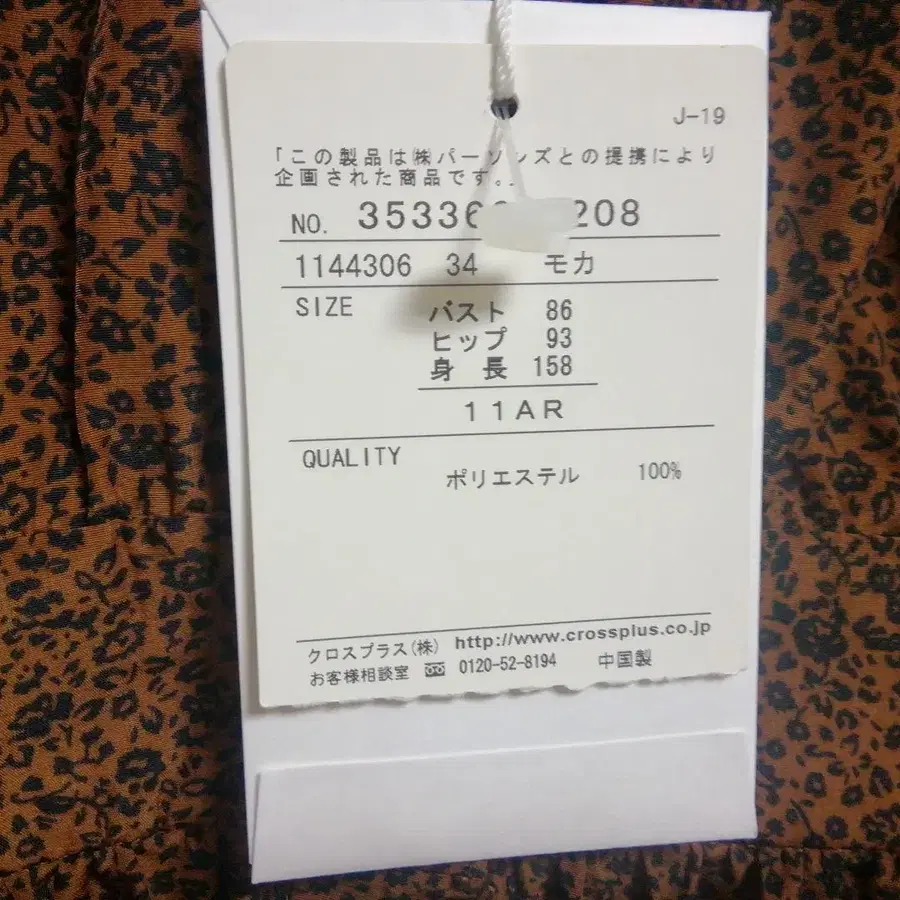 J-19
「この製品は㈱パーソンズとの提携により
企画された商品です。
NO. 208
1144306 34 モカ
SIZE バスト 86
ヒップ 93
身 長 158
11AR
QUALITY
ポリエステル 100%
クロスプラス(株) http://www.crossplus.co.jp
お客様相談室 0120-52-8194 中国製